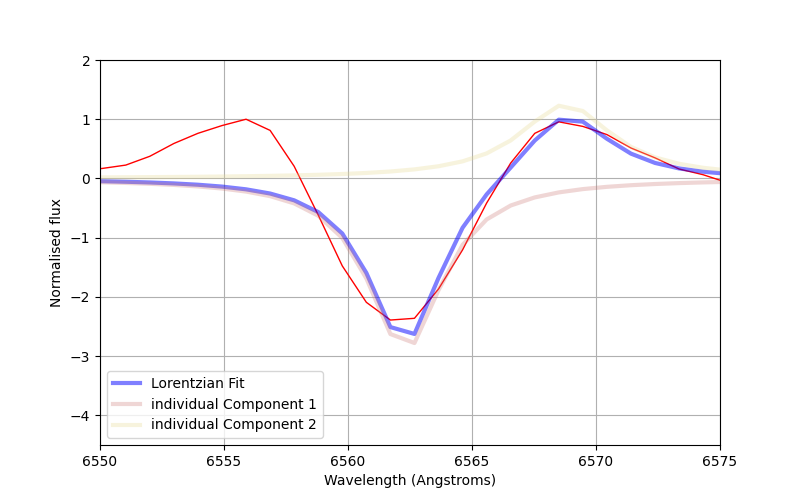 2
1
0
−1
−2
−3
−4
Normalised flux
Lorentzian Fit
individual Component 1
individual Component 2
6550 6555 6560 6565 6570 6575
Wavelength (Angstroms)